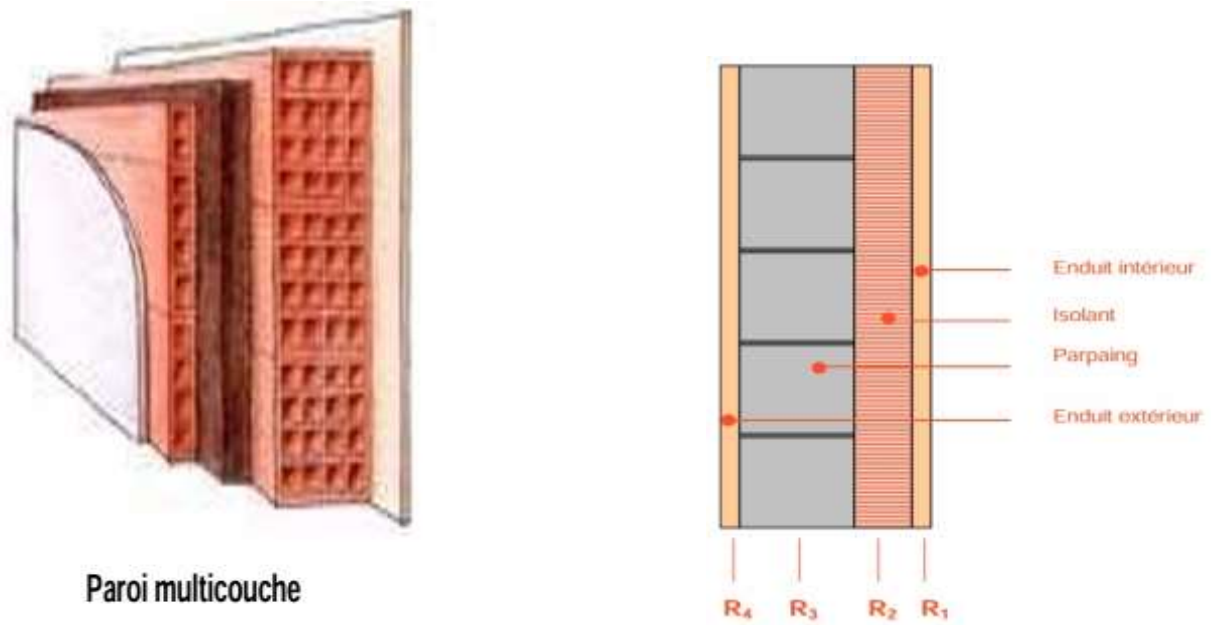 Enduit intérieur
Isolant
Parpaing
Enduit extérieur
Paroi multicouche
R₄ R₃ R₂ R₁